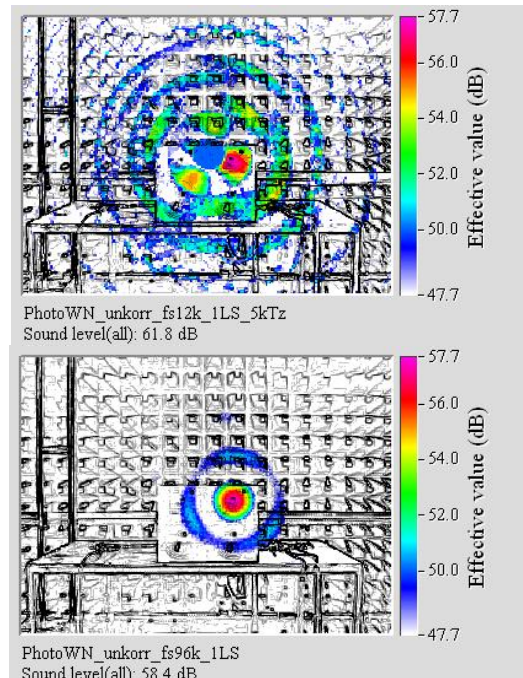 57.7
56.0
54.0
52.0
50.0
47.7
Effective value (dB)
PhotoWN_unkorr_fs12k_1LS_5kTz
Sound level(all): 61.8 dB
57.7
56.0
54.0
52.0
50.0
47.7
Effective value (dB)
PhotoWN_unkorr_fs96k_1LS
Sound level(all): 58.4 dB